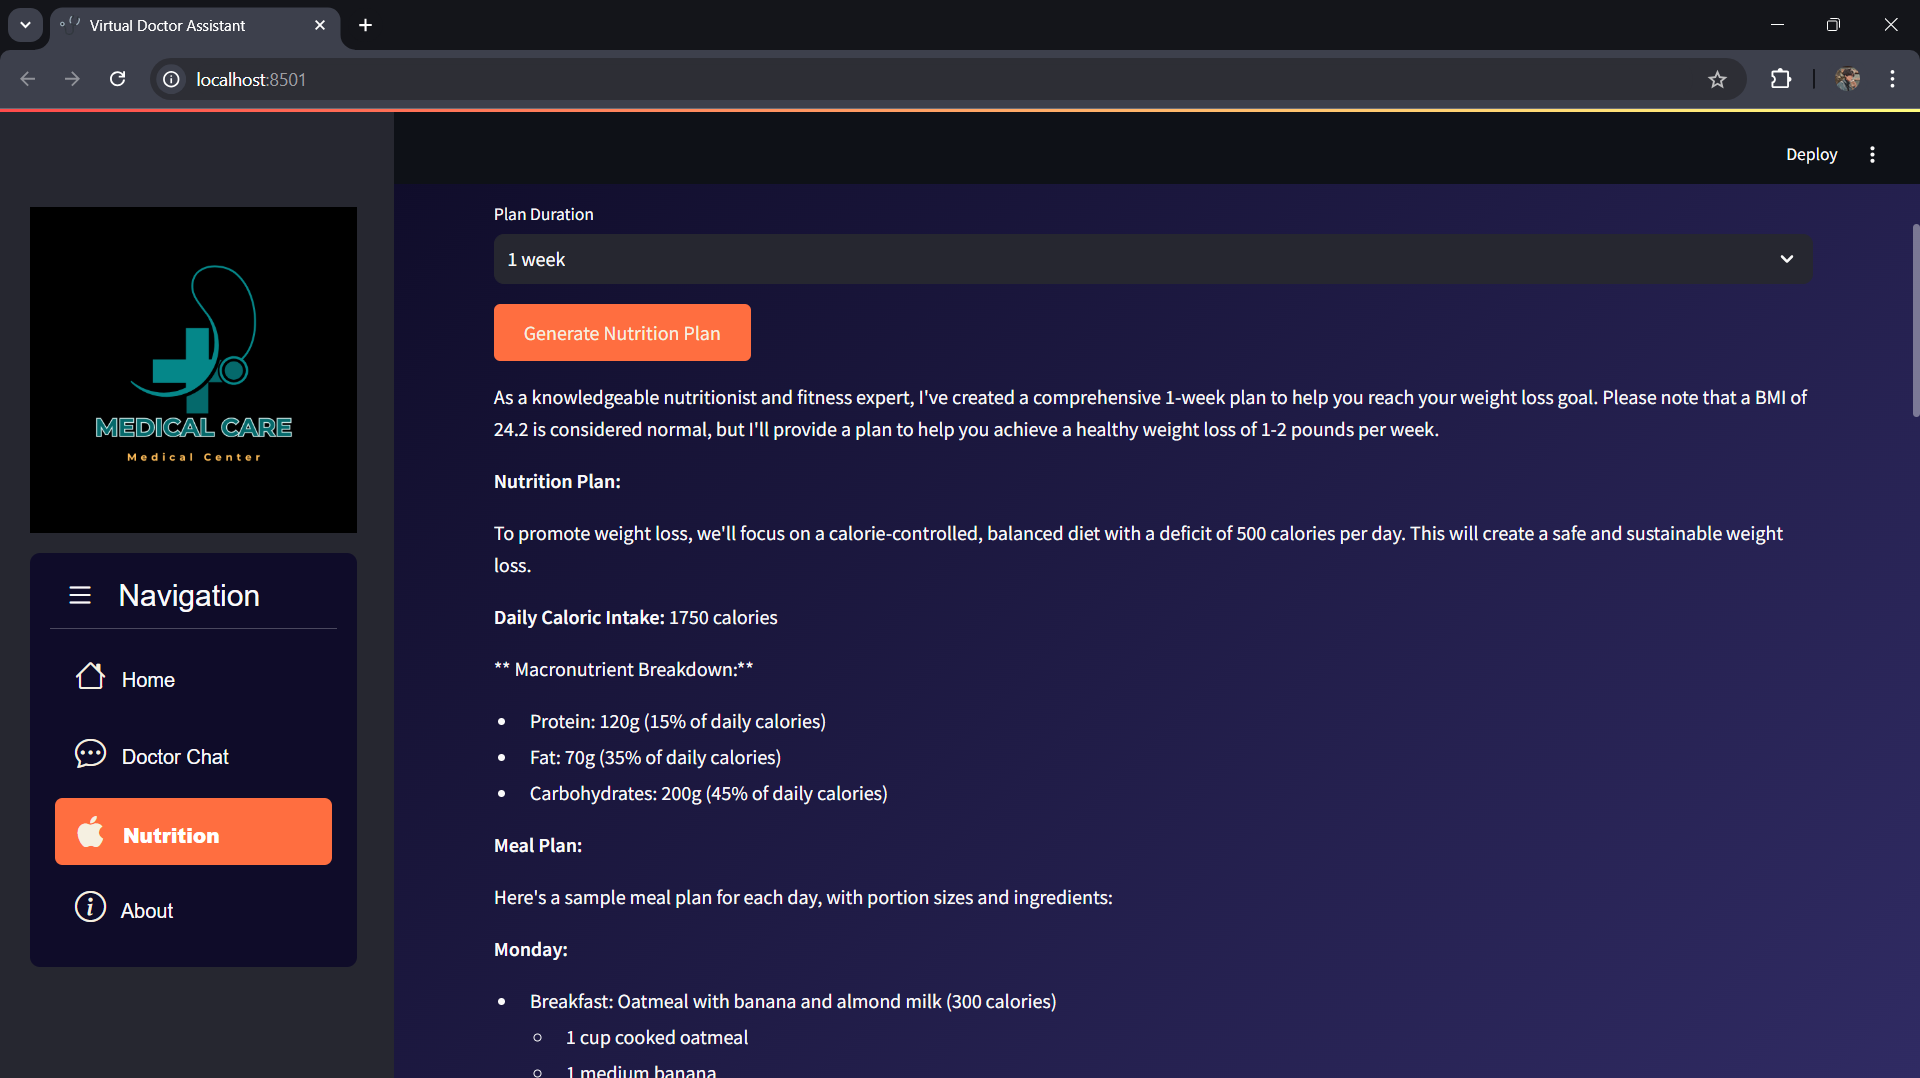 Virtual Doctor Assistant
localhost:8501
Deploy
MEDICAL CARE
Medical Center
Navigation
Home
Doctor Chat
Nutrition
About
Plan Duration
1 week
Generate Nutrition Plan
As a knowledgeable nutritionist and fitness expert, I've created a comprehensive 1-week plan to help you reach your weight loss goal. Please note that a BMI of
24.2 is considered normal, but I'll provide a plan to help you achieve a healthy weight loss of 1-2 pounds per week.
Nutrition Plan:
To promote weight loss, we'll focus on a calorie-controlled, balanced diet with a deficit of 500 calories per day. This will create a safe and sustainable weight
loss.
Daily Caloric Intake: 1750 calories
** Macronutrient Breakdown:**
• Protein: 120g (15% of daily calories)
• Fat: 70g (35% of daily calories)
• Carbohydrates: 200g (45% of daily calories)
Meal Plan:
Here's a sample meal plan for each day, with portion sizes and ingredients:
Monday:
• Breakfast: Oatmeal with banana and almond milk (300 calories)
○ 1 cup cooked oatmeal
○ 1 medium banana